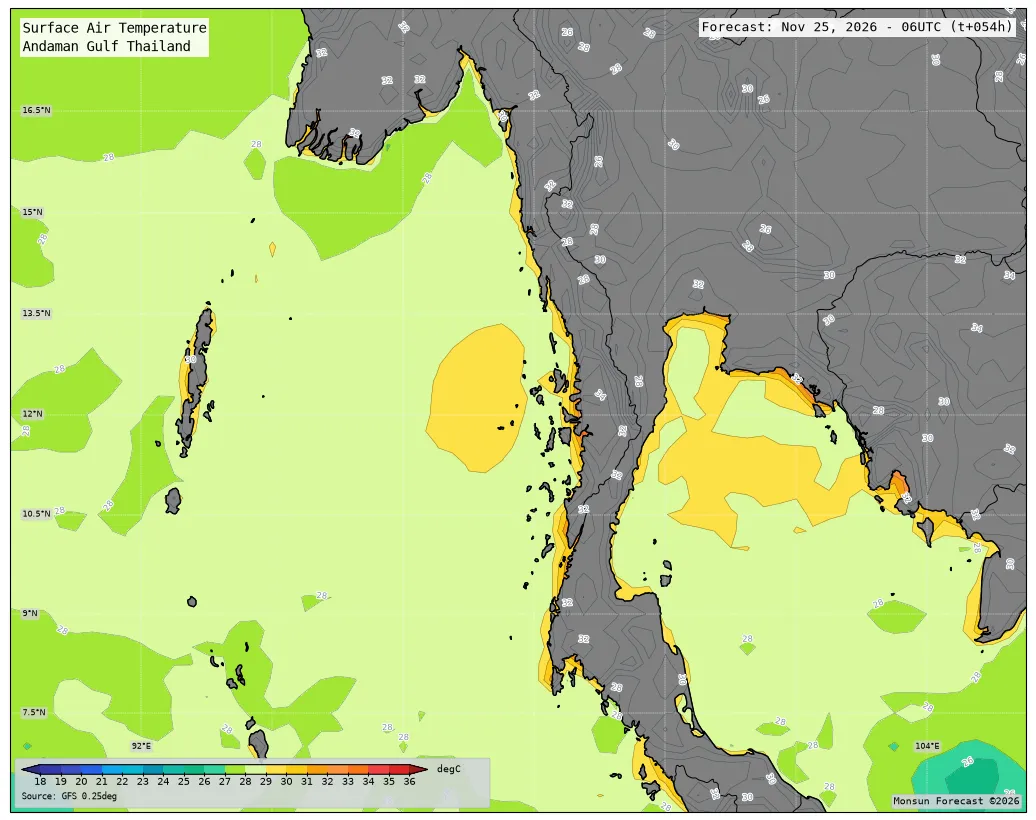 Surface Air Temperature
Andaman Gulf Thailand
Forecast: Nov 25, 2026 - 06UTC (t+054h)
16.5°N
15°N
13.5°N
12°N
10.5°N
9°N
7.5°N
92°E
104°E
18 19 20 21 22 23 24 25 26 27 28 29 30 31 32 33 34 35 36 degC
Source: GFS 0.25deg
Monsun Forecast ©2026